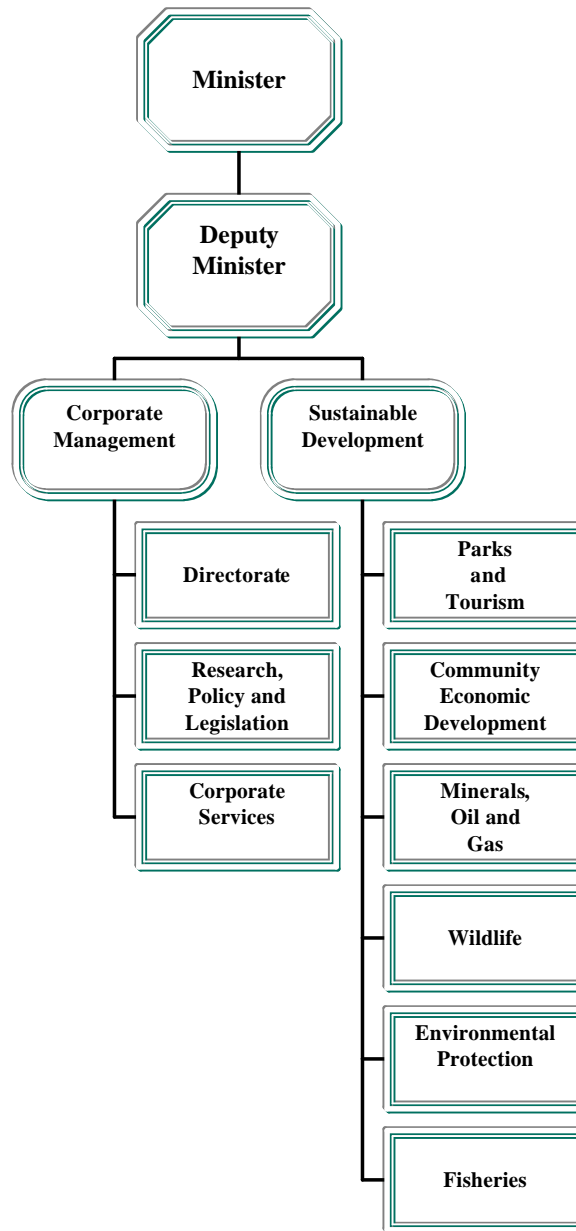 Minister
Deputy
Minister
Corporate
Management
Sustainable
Development
Directorate
Research,
Policy and
Legislation
Corporate
Services
Parks
and
Tourism
Community
Economic
Development
Minerals,
Oil and
Gas
Wildlife
Environmental
Protection
Fisheries